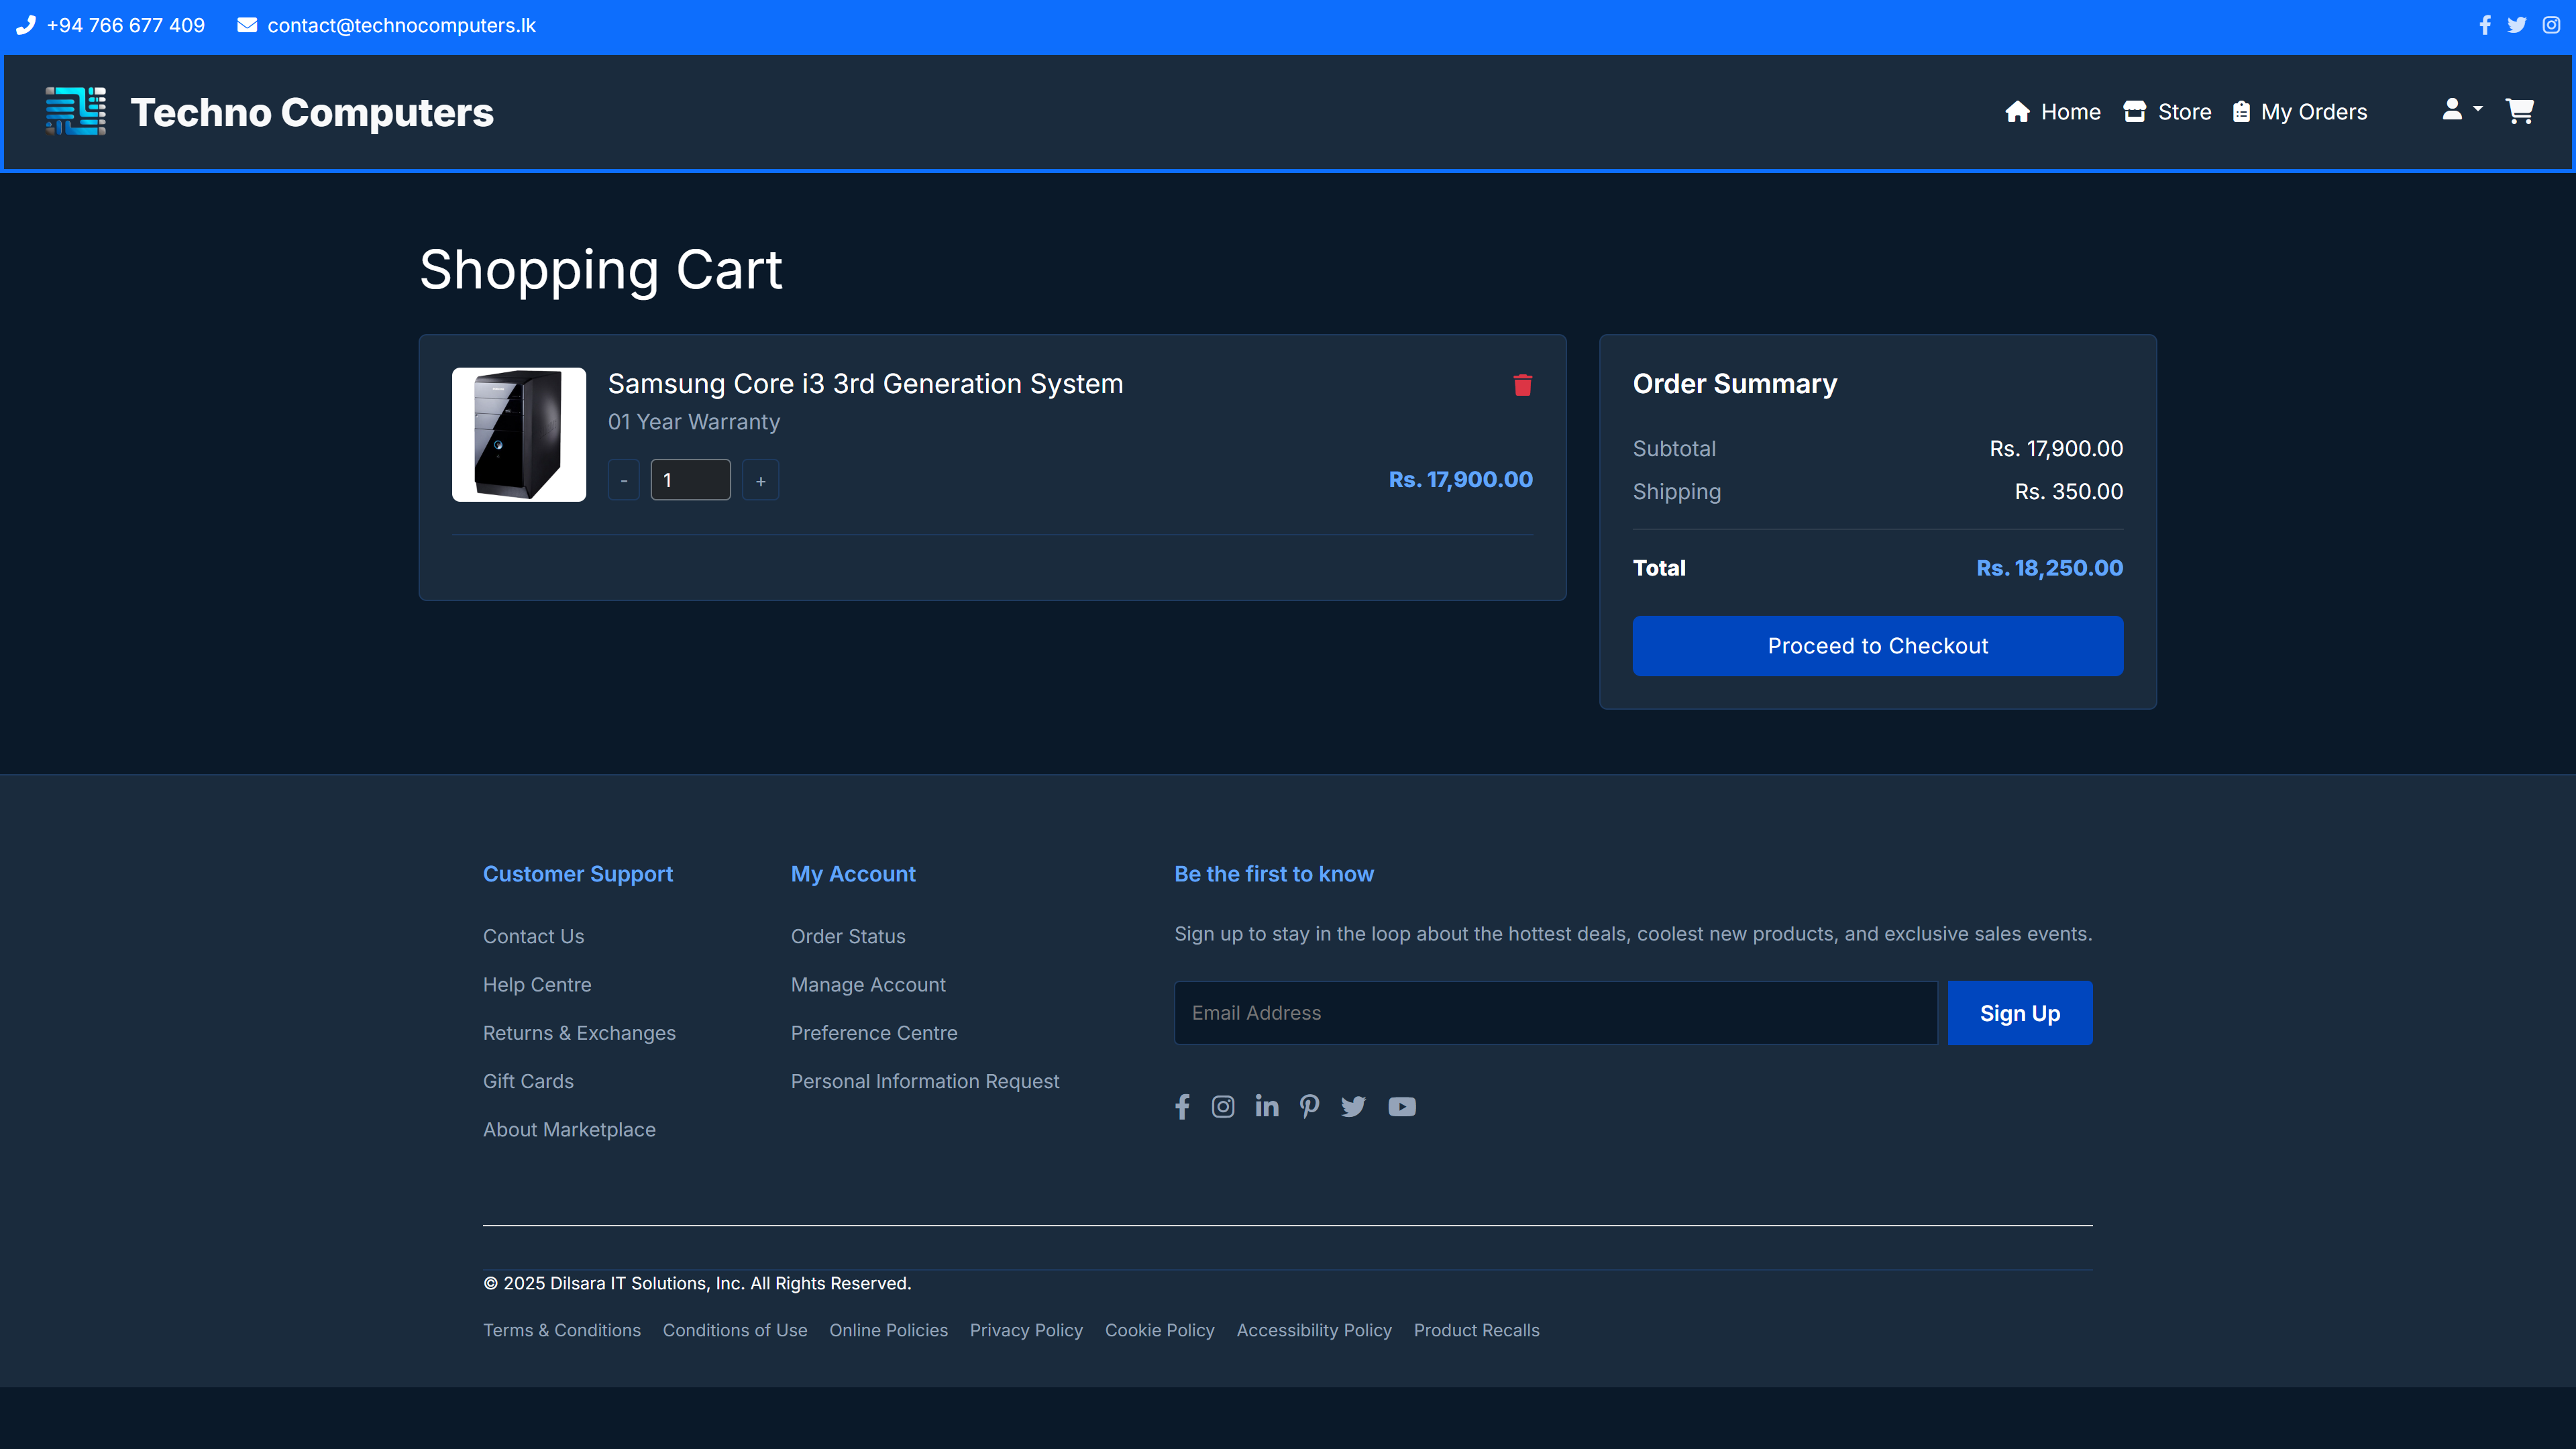 +94 766 677 409 contact@technocomputers.lk
Techno Computers
Home Store My Orders
Shopping Cart
Samsung Core i3 3rd Generation System
01 Year Warranty
- 1 + Rs. 17,900.00
Order Summary
Subtotal Rs. 17,900.00
Shipping Rs. 350.00
Total Rs. 18,250.00
Proceed to Checkout
Customer Support
Contact Us
Help Centre
Returns & Exchanges
Gift Cards
About Marketplace
My Account
Order Status
Manage Account
Preference Centre
Personal Information Request
Be the first to know
Sign up to stay in the loop about the hottest deals, coolest new products, and exclusive sales events.
Email Address Sign Up
© 2025 Dilsara IT Solutions, Inc. All Rights Reserved.
Terms & Conditions Conditions of Use Online Policies Privacy Policy Cookie Policy Accessibility Policy Product Recalls